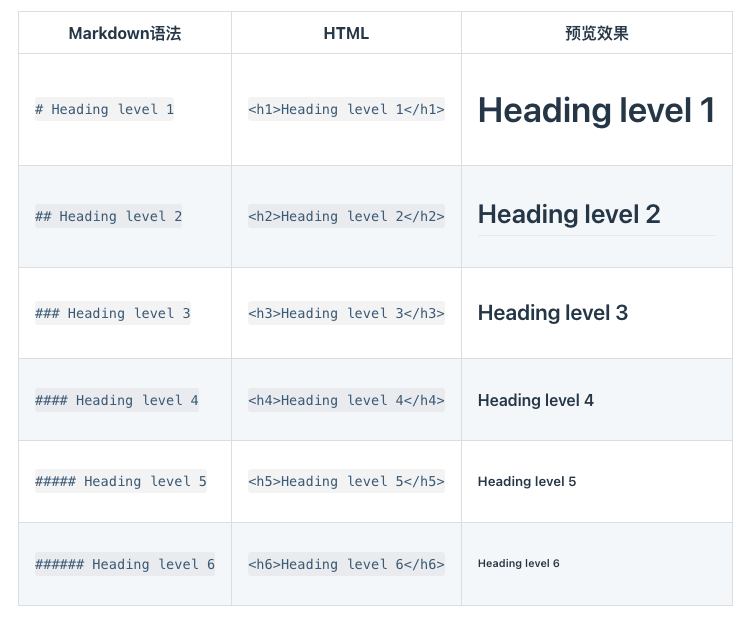 Markdown语法 HTML 预览效果
# Heading level 1 <h1>Heading level 1</h1> Heading level 1
## Heading level 2 <h2>Heading level 2</h2> Heading level 2
### Heading level 3 <h3>Heading level 3</h3> Heading level 3
#### Heading level 4 <h4>Heading level 4</h4> Heading level 4
##### Heading level 5 <h5>Heading level 5</h5> Heading level 5
###### Heading level 6 <h6>Heading level 6</h6> Heading level 6